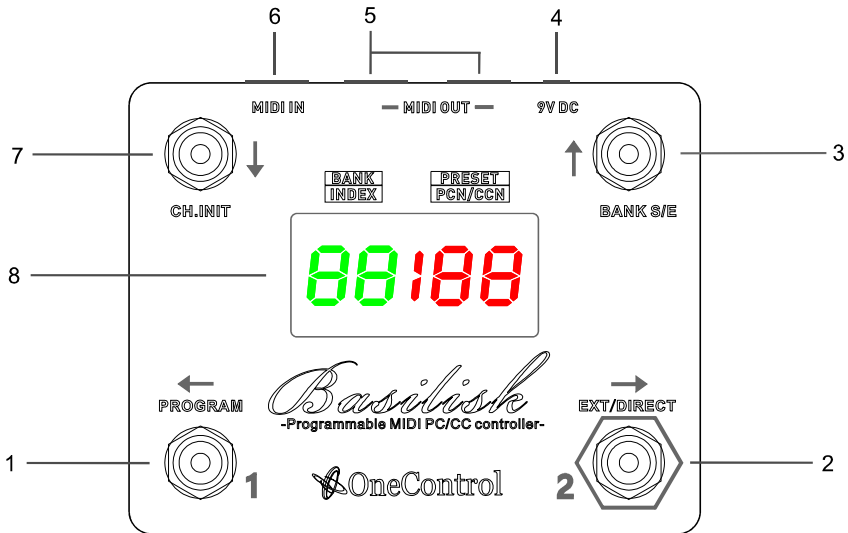 6 5 4
MIDI IN MIDI OUT 9V DC
7 3
BANK PRESET
INDEX PCN/CCN
CH.INIT BANK S/E
8 88188
Basilisk
PROGRAM EXT/DIRECT
-Programmable MIDI PC/CC controller-
1 1 2 2
OneControl